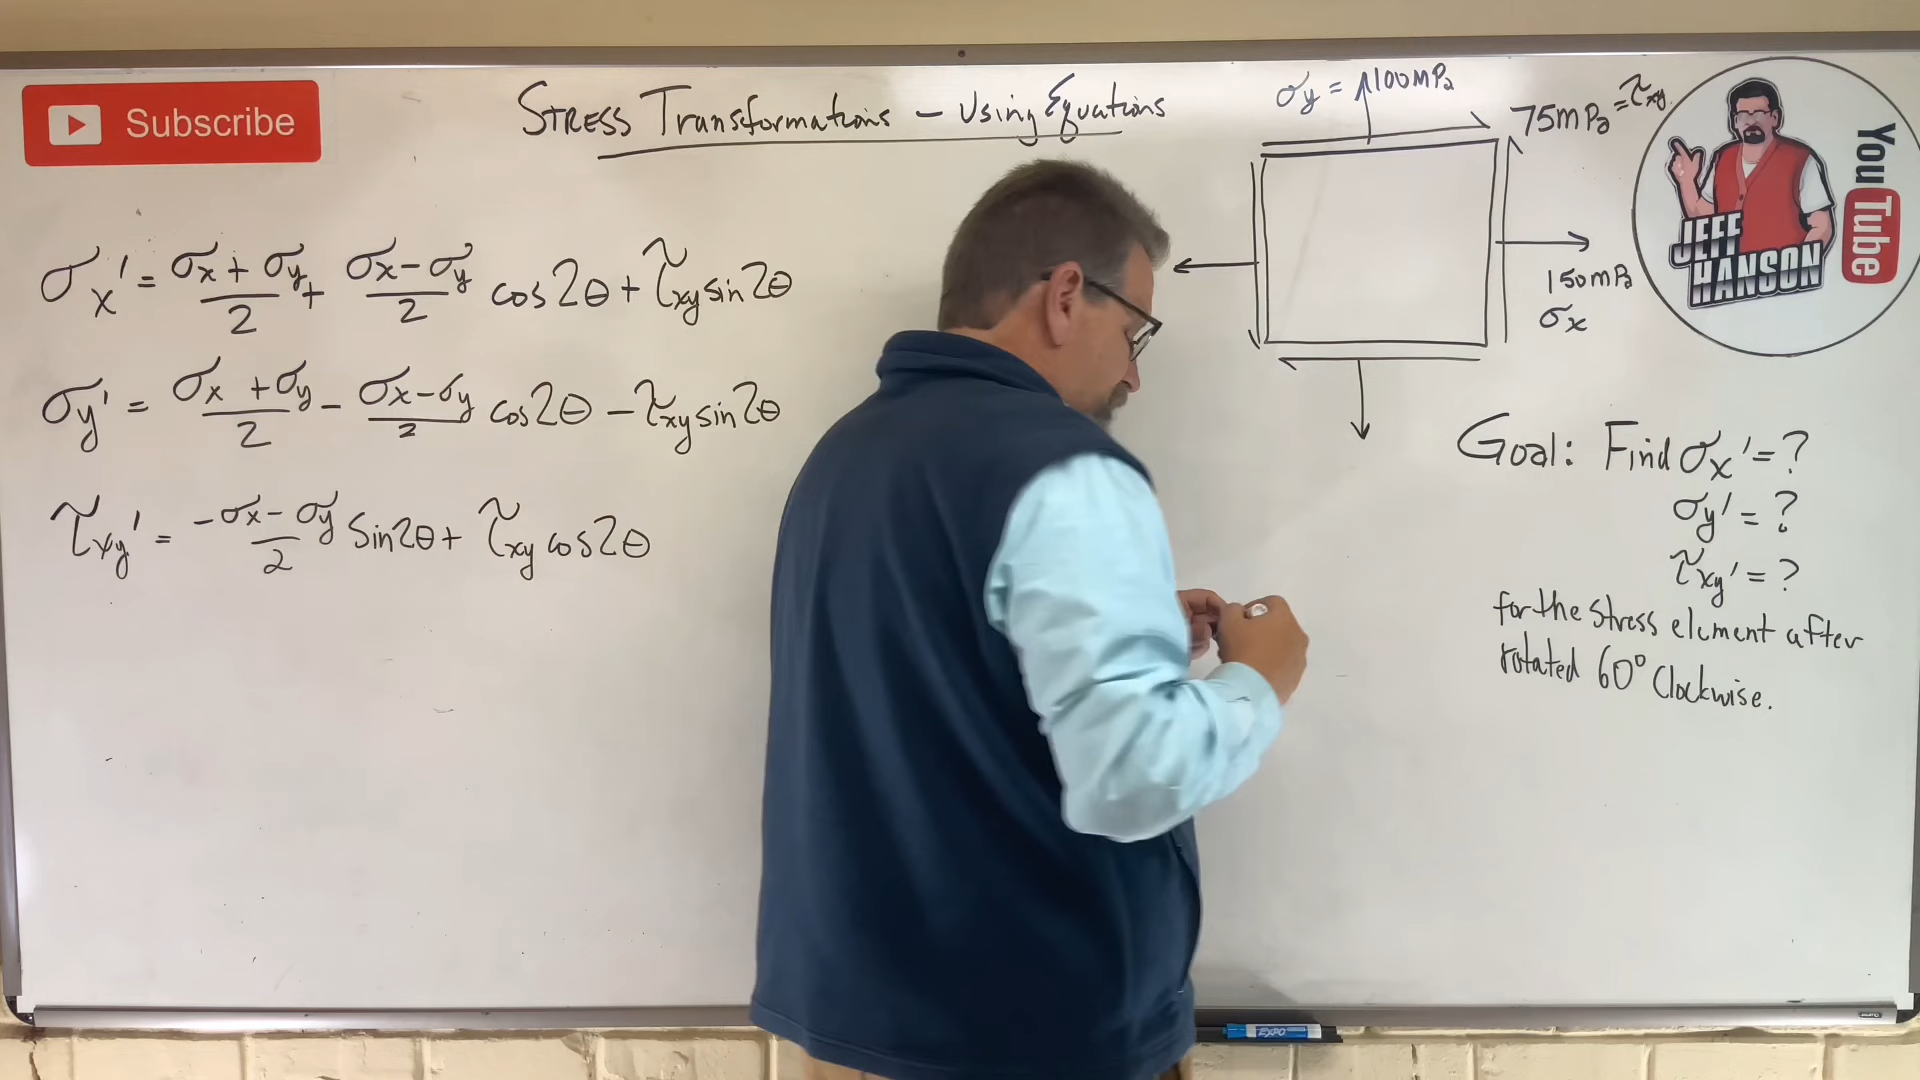 Subscribe
STRESS Transformations – Using Equations
σy = 100MPa
75mPa = τxy
150mPa
σx
σx' = σx + σy / 2 + σx – σy / 2 cos2θ + τxy sin2θ
σy' = σx + σy / 2 – σx – σy / 2 cos2θ – τxy sin2θ
τxy' = – σx – σy / 2 Sin2θ + τxy cos2θ
Goal: Find σx' = ?
σy' = ?
τxy' = ?
for the stress element after
rotated 60° Clockwise.
JEFF
HANSON
YouTube
EXPO